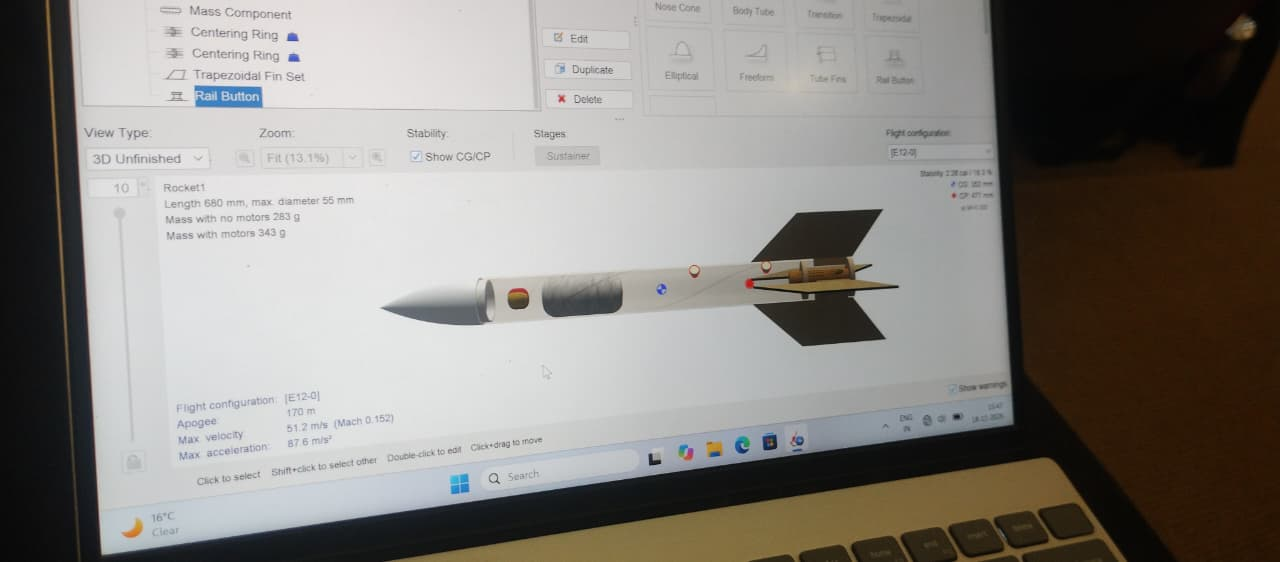 Mass Component
Centering Ring
Centering Ring
Trapezoidal Fin Set
Rail Button
Edit
Duplicate
Delete
Nose Cone
Body Tube
Transition
Trapezoidal
Elliptical
Freeform
Tube Fins
Rail Button
View Type:
Zoom:
Stability:
Stages:
Flight configuration:
3D Unfinished
Fit (13.1%)
Show CG/CP
Sustainer
[E12-0]
10
Rocket1
Length 680 mm, max. diameter 55 mm
Mass with no motors 283 g
Mass with motors 343 g
CP: 477 mm
Flight configuration: [E12-0]
Apogee: 170 m
Max. velocity 51.2 m/s (Mach 0.152)
Max. acceleration: 87.6 m/s²
Show warnings
Click to select Shift+click to select other Double-click to edit Click+drag to move
Search
16°C
Clear
ENG
IN